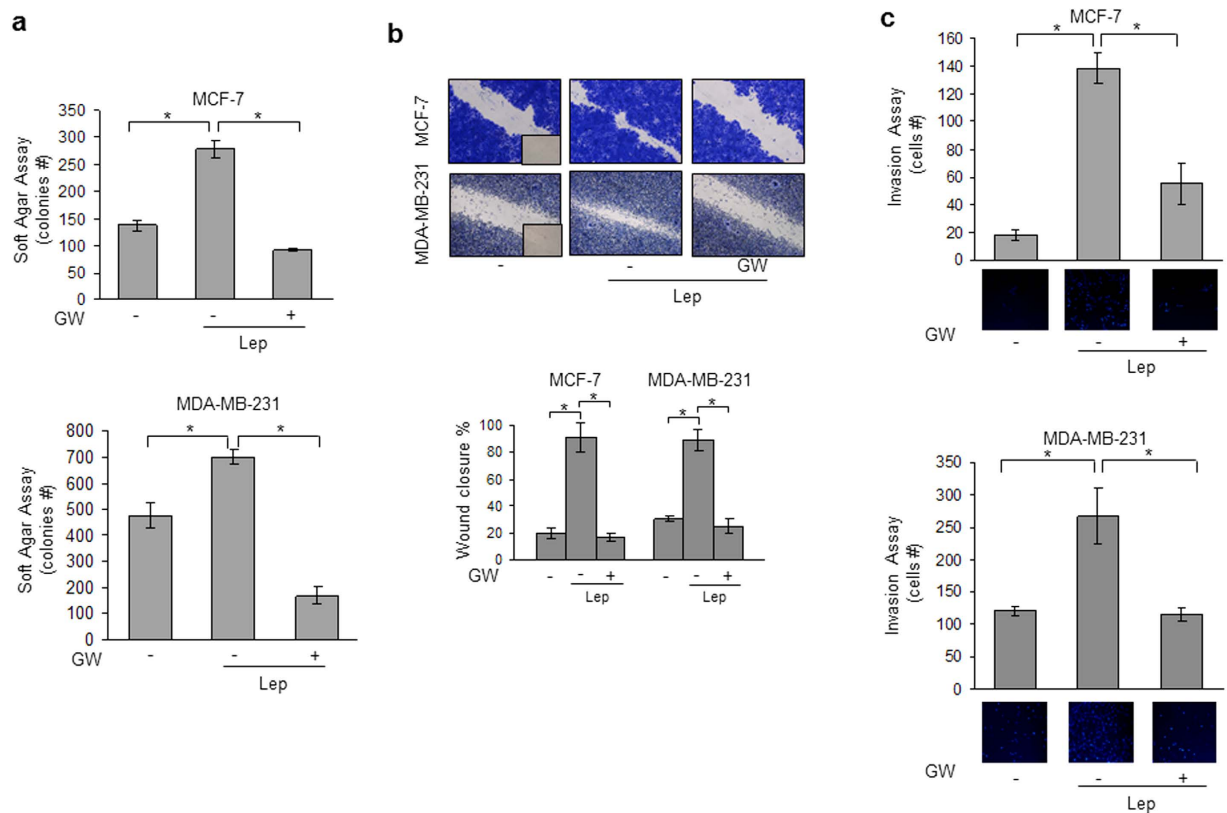 a
MCF-7
Soft Agar Assay
(colonies #)
350
300
250
200
150
100
50
0
* *
GW - - +
Lep
MDA-MB-231
Soft Agar Assay
(colonies #)
800
700
600
500
400
300
200
100
0
* *
GW - - +
Lep
b
MCF-7
MDA-MB-231
- - GW
Lep
MCF-7 MDA-MB-231
Wound closure %
100
80
60
40
20
0
* * * *
GW - - + - - +
Lep Lep
c
MCF-7
Invasion Assay
(cells #)
160
140
120
100
80
60
40
20
0
* *
GW - - +
Lep
MDA-MB-231
Invasion Assay
(cells #)
350
300
250
200
150
100
50
0
* *
GW - - +
Lep